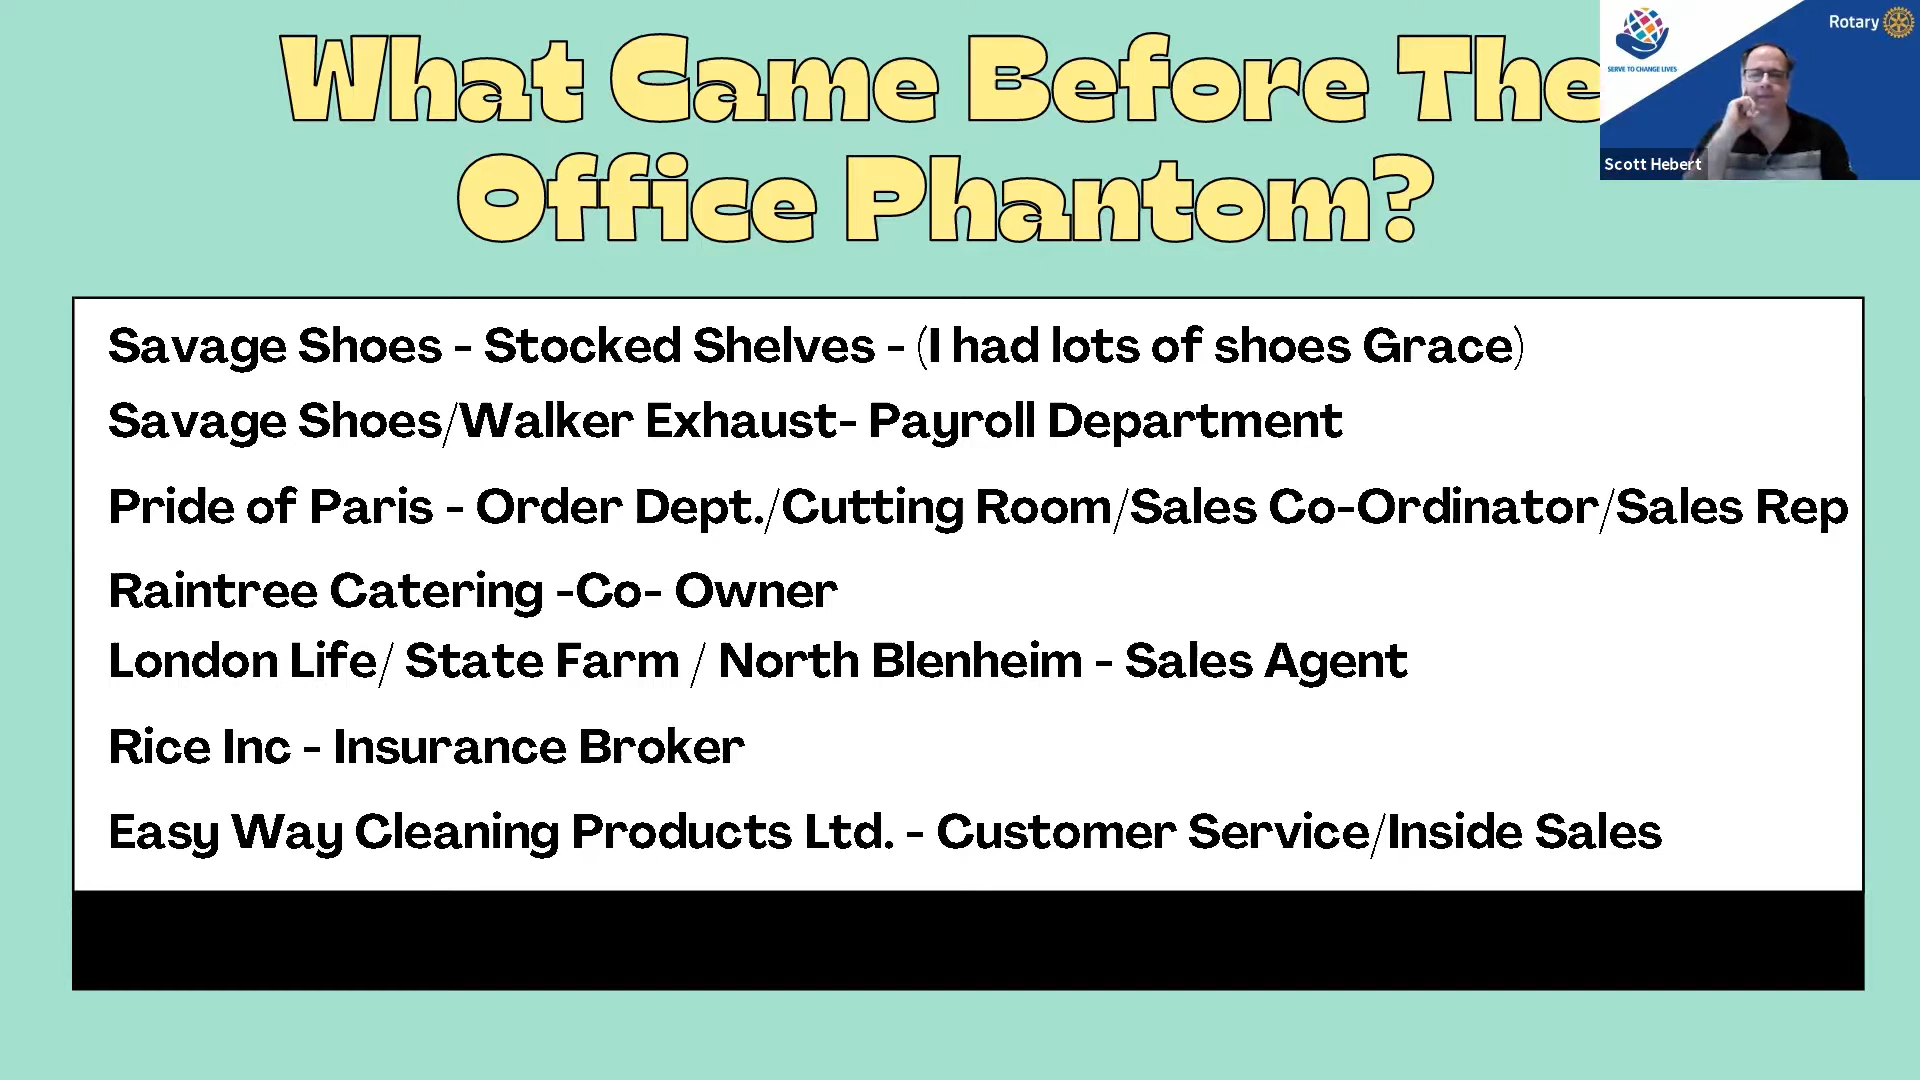 What Came Before The
Office Phantom?
Rotary
SERVE TO CHANGE LIVES
Scott Hebert
Savage Shoes - Stocked Shelves - (I had lots of shoes Grace)
Savage Shoes/Walker Exhaust- Payroll Department
Pride of Paris - Order Dept./Cutting Room/Sales Co-Ordinator/Sales Rep
Raintree Catering -Co- Owner
London Life/ State Farm / North Blenheim - Sales Agent
Rice Inc - Insurance Broker
Easy Way Cleaning Products Ltd. - Customer Service/Inside Sales